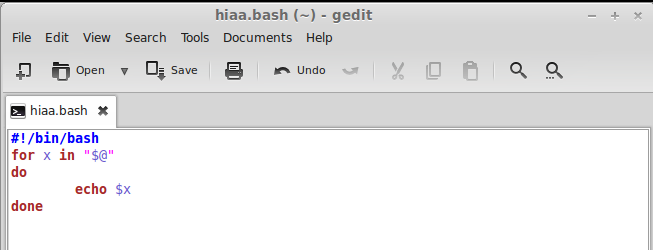 hiaa.bash (~) - gedit
File Edit View Search Tools Documents Help
Open Save Undo
hiaa.bash
#!/bin/bash
for x in "$@"
do
        echo $x
done